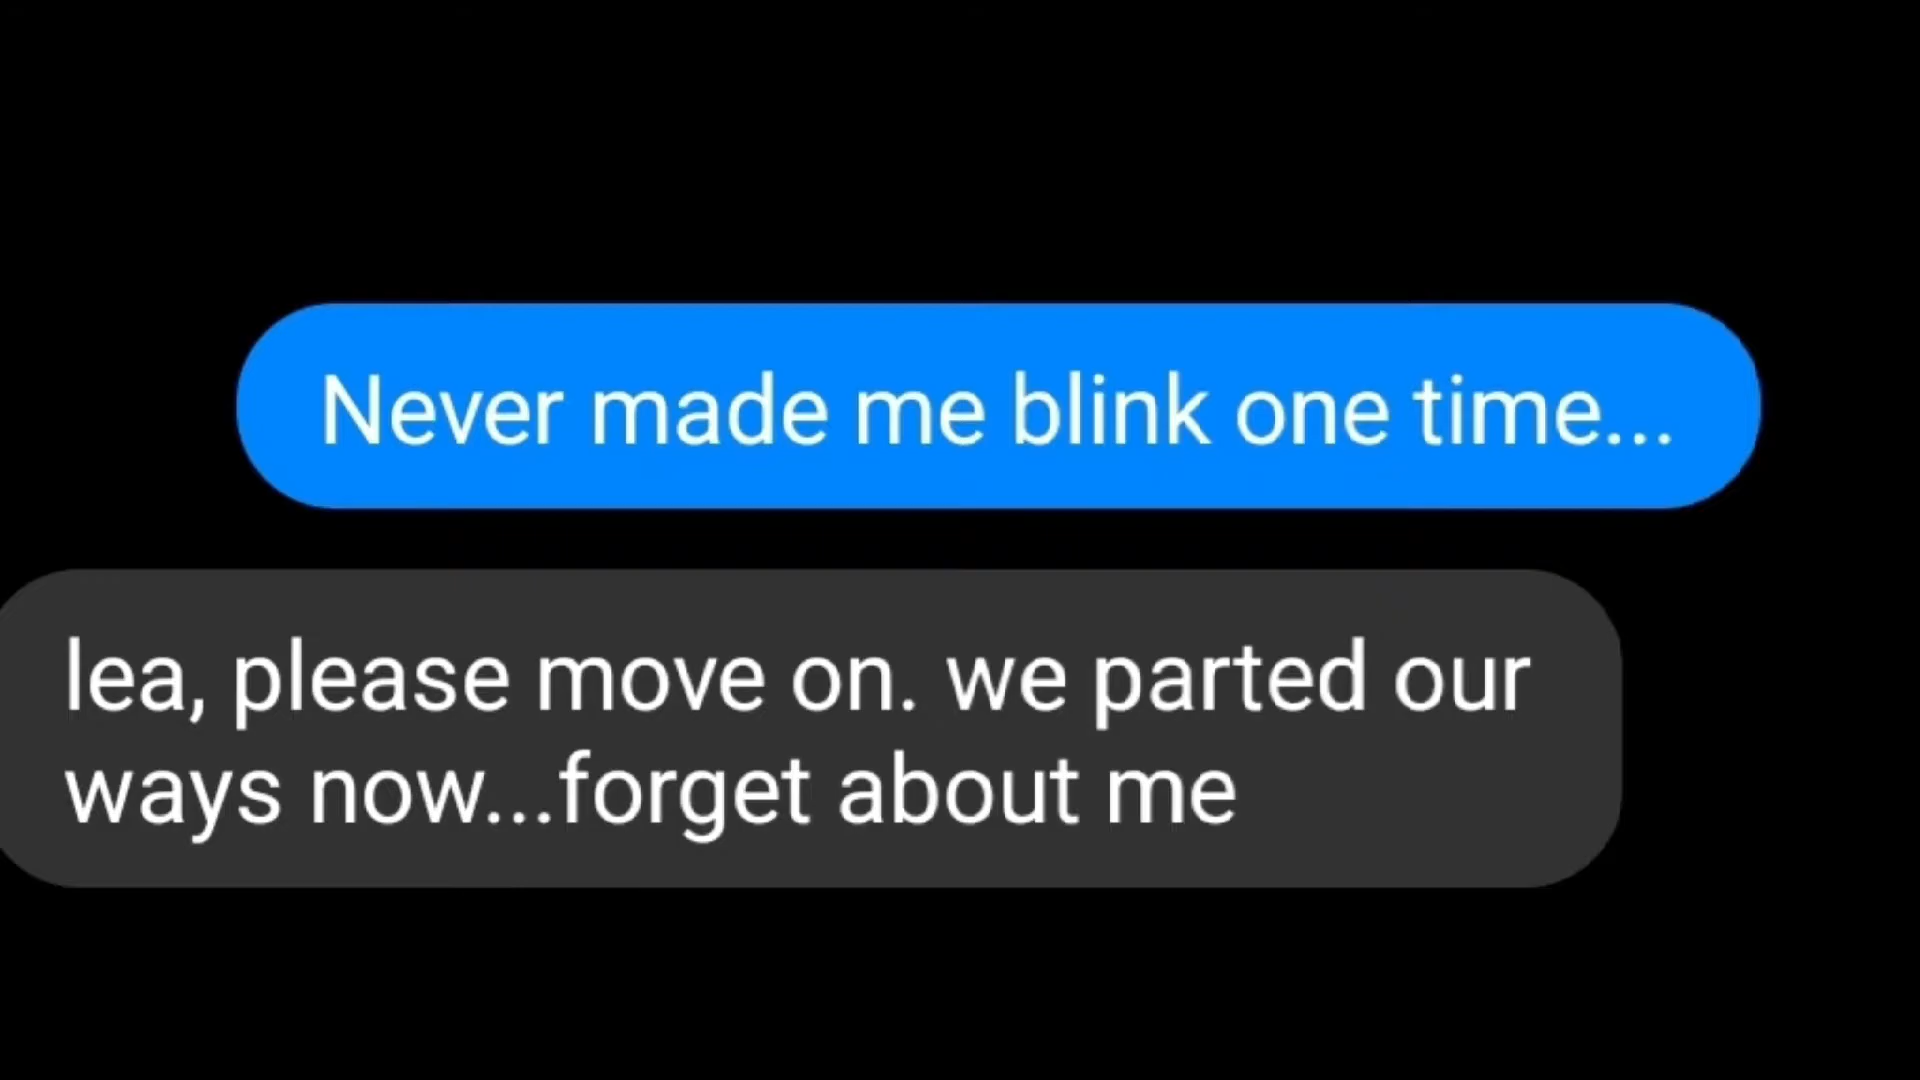 Never made me blink one time...
lea, please move on. we parted our
ways now...forget about me